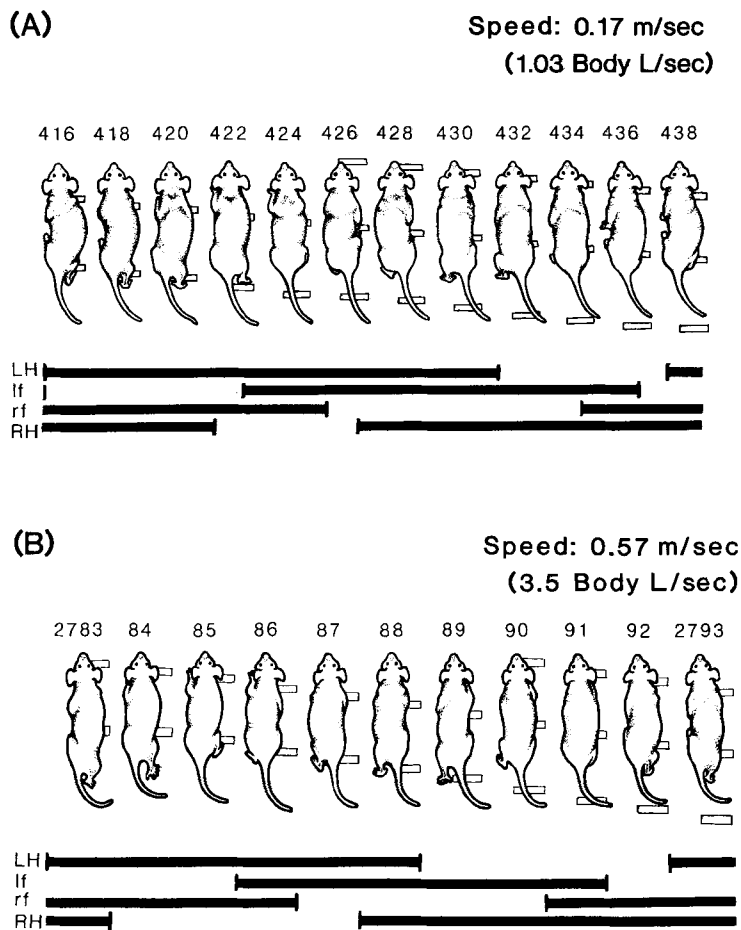 (A)
Speed: 0.17 m/sec
(1.03 Body L/sec)
416 418 420 422 424 426 428 430 432 434 436 438
LH
lf
rf
RH
(B)
Speed: 0.57 m/sec
(3.5 Body L/sec)
2783 84 85 86 87 88 89 90 91 92 2793
LH
lf
rf
RH